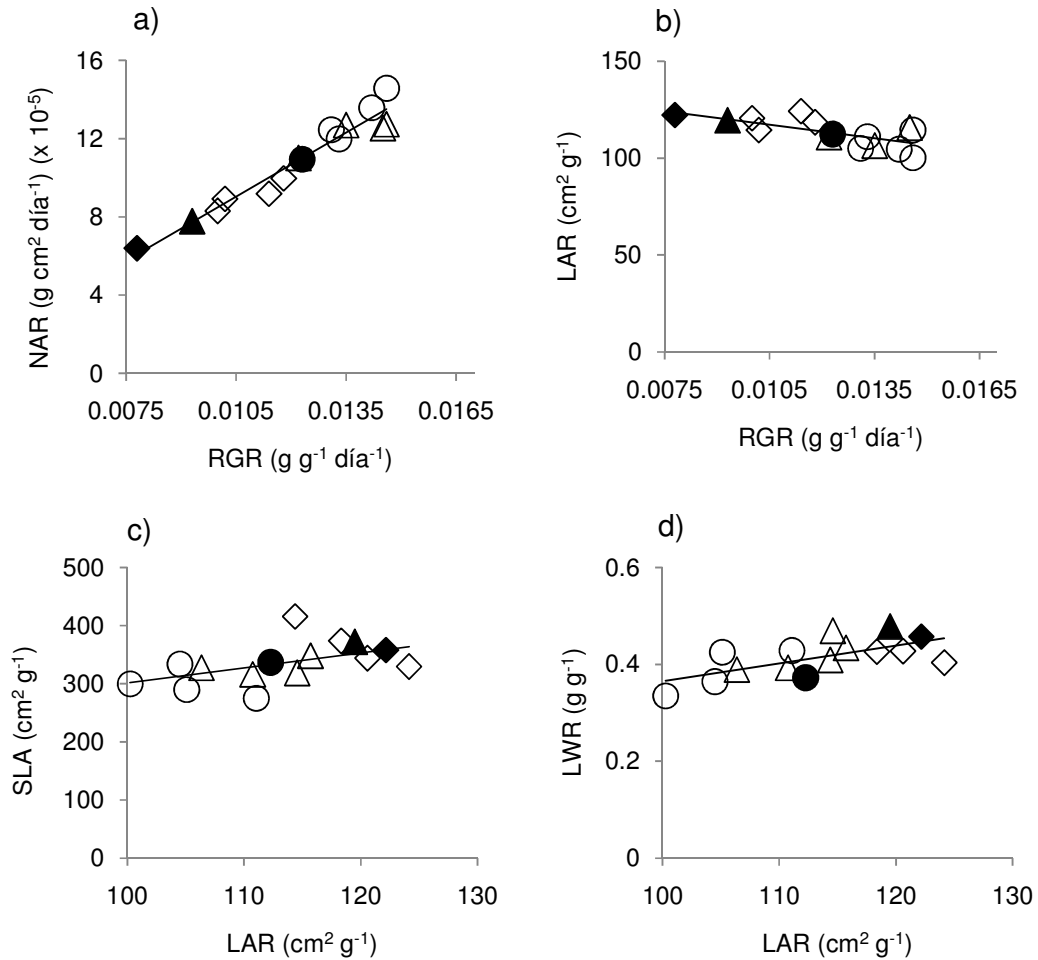 a)
16
12
8
4
0
0.0075 0.0105 0.0135 0.0165
NAR (g cm² día⁻¹) (x 10⁻⁵)
RGR (g g⁻¹ día⁻¹)
b)
150
100
50
0
0.0075 0.0105 0.0135 0.0165
LAR (cm² g⁻¹)
RGR (g g⁻¹ día⁻¹)
c)
500
400
300
200
100
0
100 110 120 130
SLA (cm² g⁻¹)
LAR (cm² g⁻¹)
d)
0.6
0.4
0.2
0
100 110 120 130
LWR (g g⁻¹)
LAR (cm² g⁻¹)